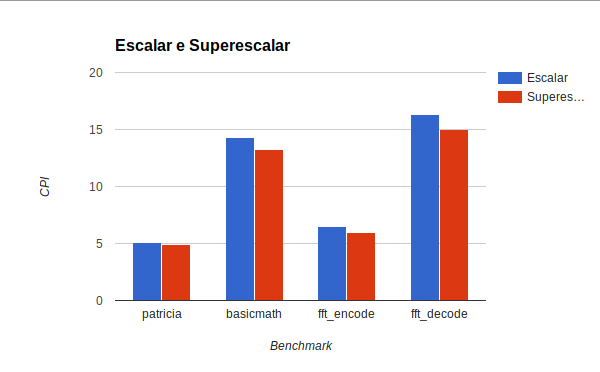 Escalar e Superescalar
20
15
10
5
0
CPI
Escalar
Superes...
patricia basicmath fft_encode fft_decode
Benchmark